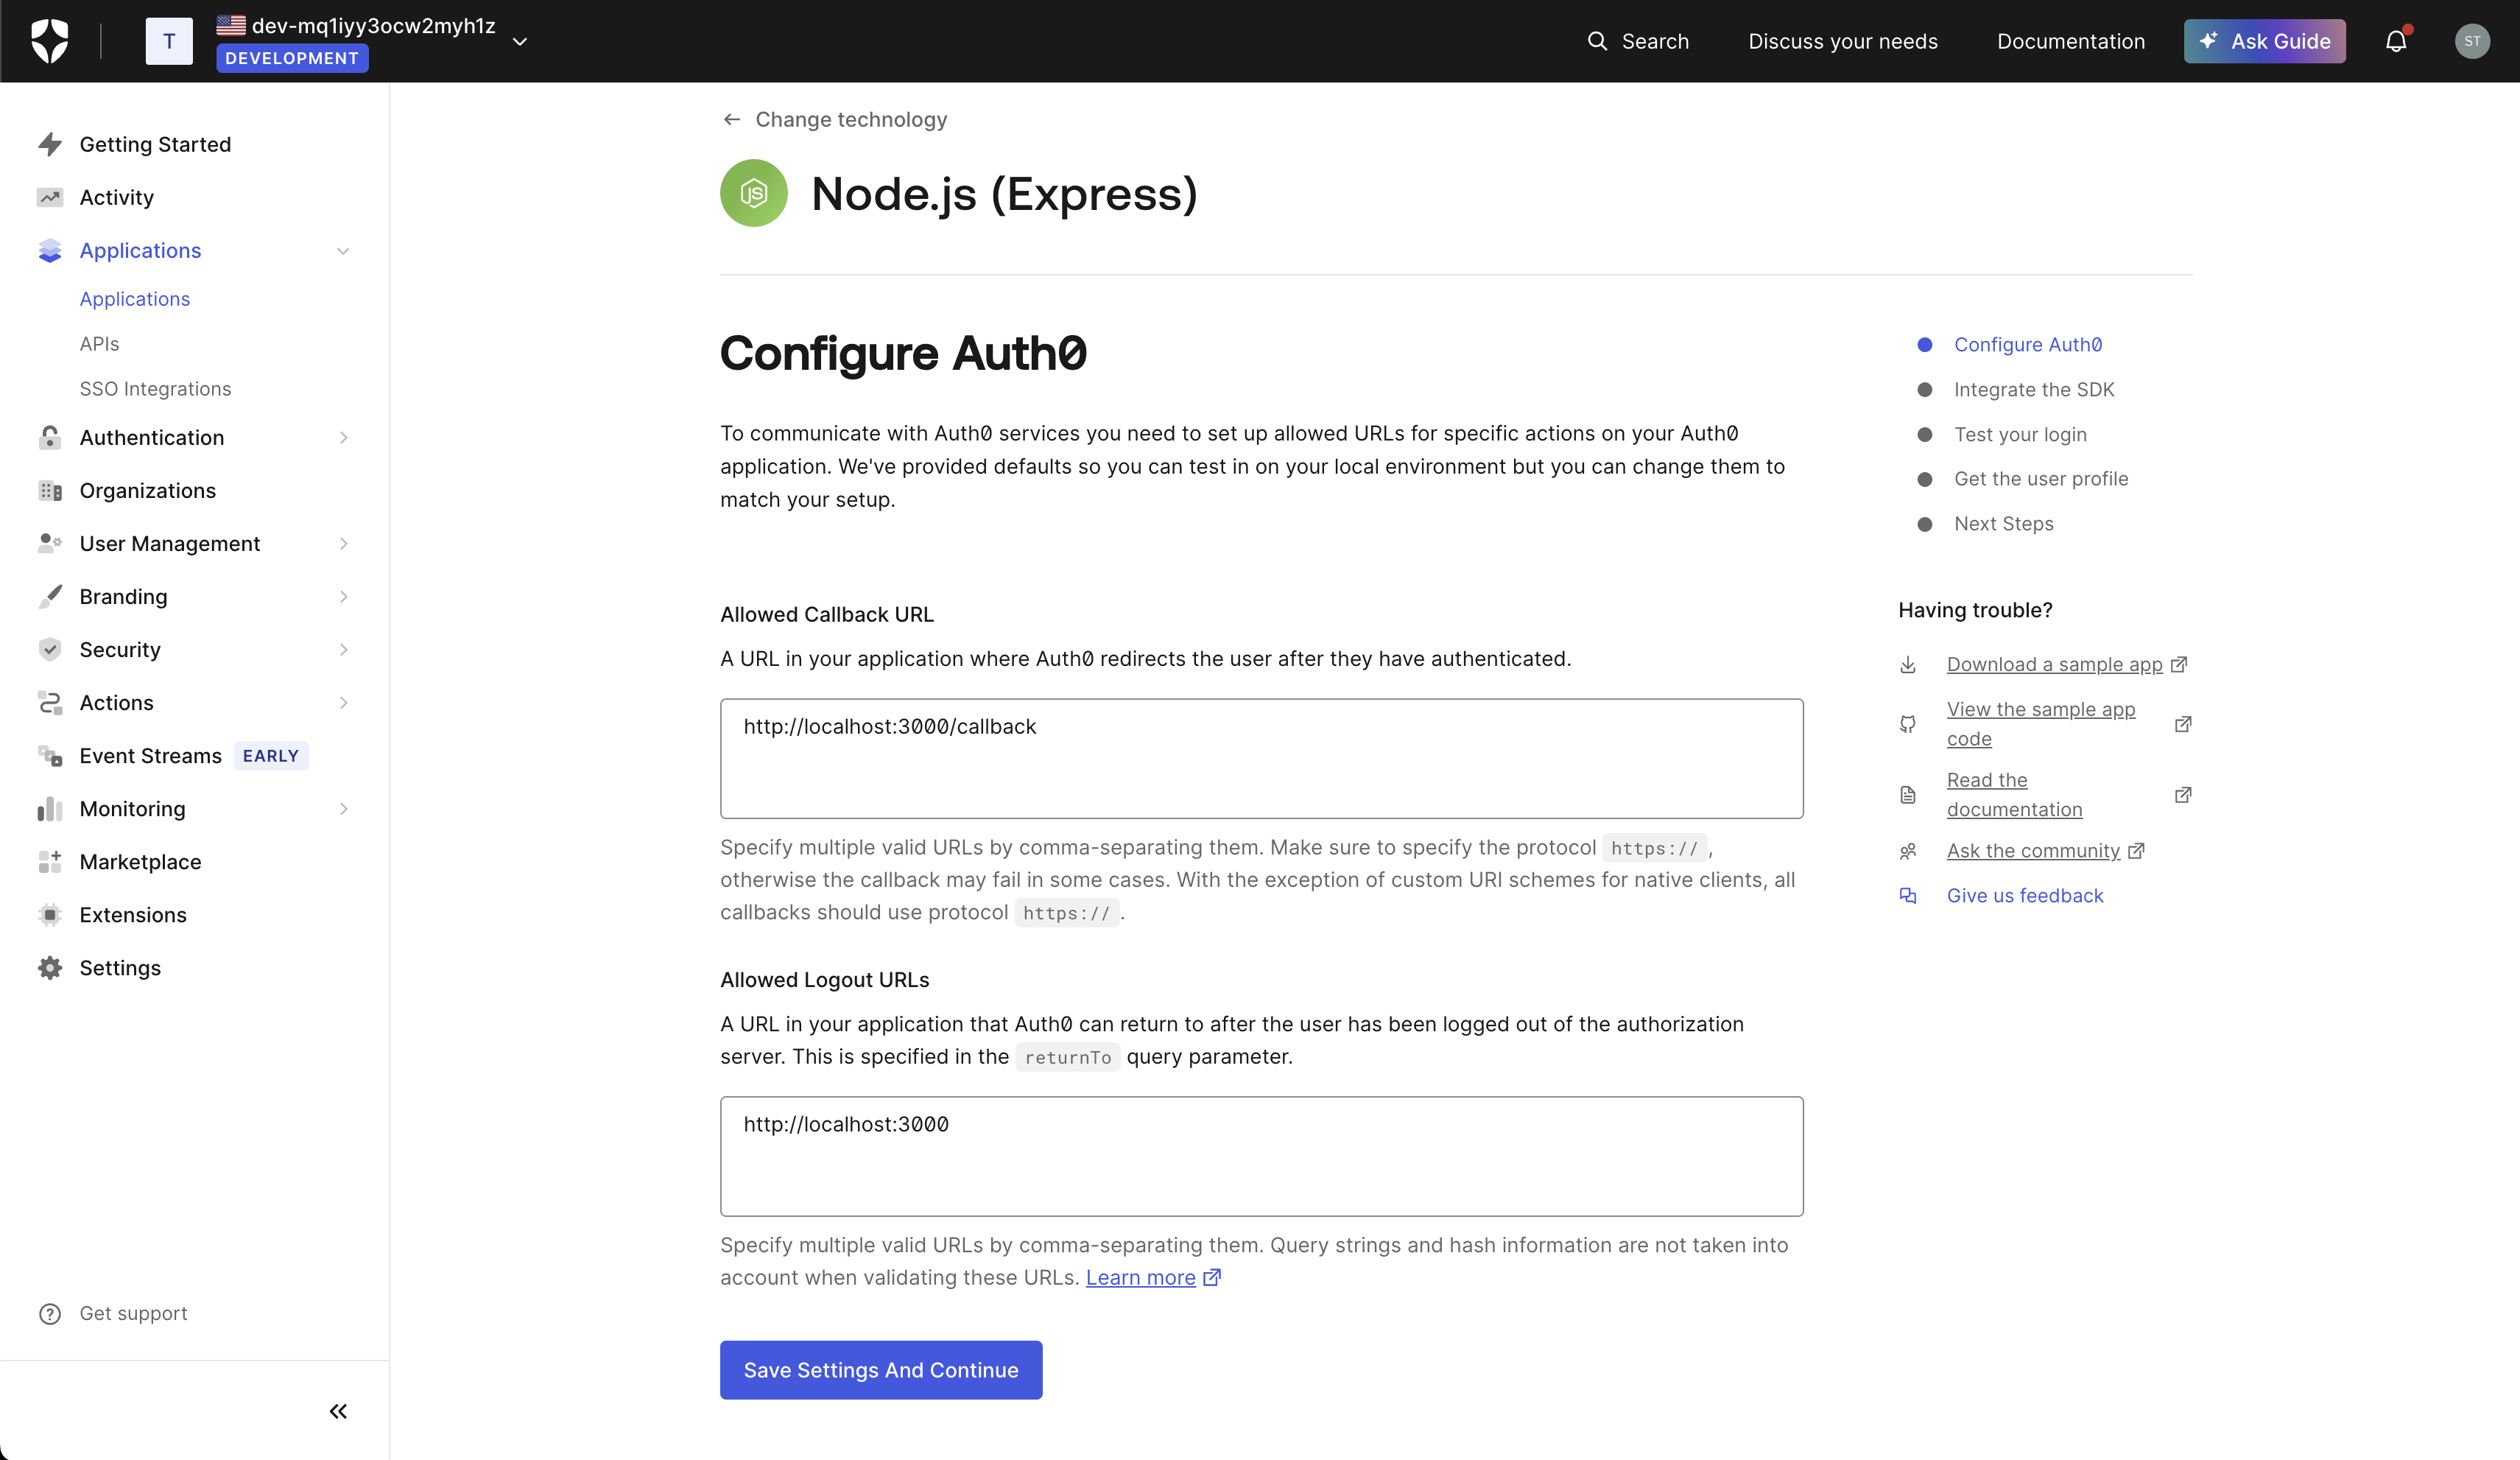 T
dev-mq1iyy3ocw2myh1z
DEVELOPMENT
Search
Discuss your needs
Documentation
Ask Guide
ST
Getting Started
Activity
Applications
Applications
APIs
SSO Integrations
Authentication
Organizations
User Management
Branding
Security
Actions
Event Streams EARLY
Monitoring
Marketplace
Extensions
Settings
Get support
Change technology
JS
Node.js (Express)
Configure Auth0
To communicate with Auth0 services you need to set up allowed URLs for specific actions on your Auth0
application. We've provided defaults so you can test in on your local environment but you can change them to
match your setup.
Allowed Callback URL
A URL in your application where Auth0 redirects the user after they have authenticated.
http://localhost:3000/callback
Specify multiple valid URLs by comma-separating them. Make sure to specify the protocol https://,
otherwise the callback may fail in some cases. With the exception of custom URI schemes for native clients, all
callbacks should use protocol https://.
Allowed Logout URLs
A URL in your application that Auth0 can return to after the user has been logged out of the authorization
server. This is specified in the returnTo query parameter.
http://localhost:3000
Specify multiple valid URLs by comma-separating them. Query strings and hash information are not taken into
account when validating these URLs. Learn more
Save Settings And Continue
Configure Auth0
Integrate the SDK
Test your login
Get the user profile
Next Steps
Having trouble?
Download a sample app
View the sample app
code
Read the
documentation
Ask the community
Give us feedback